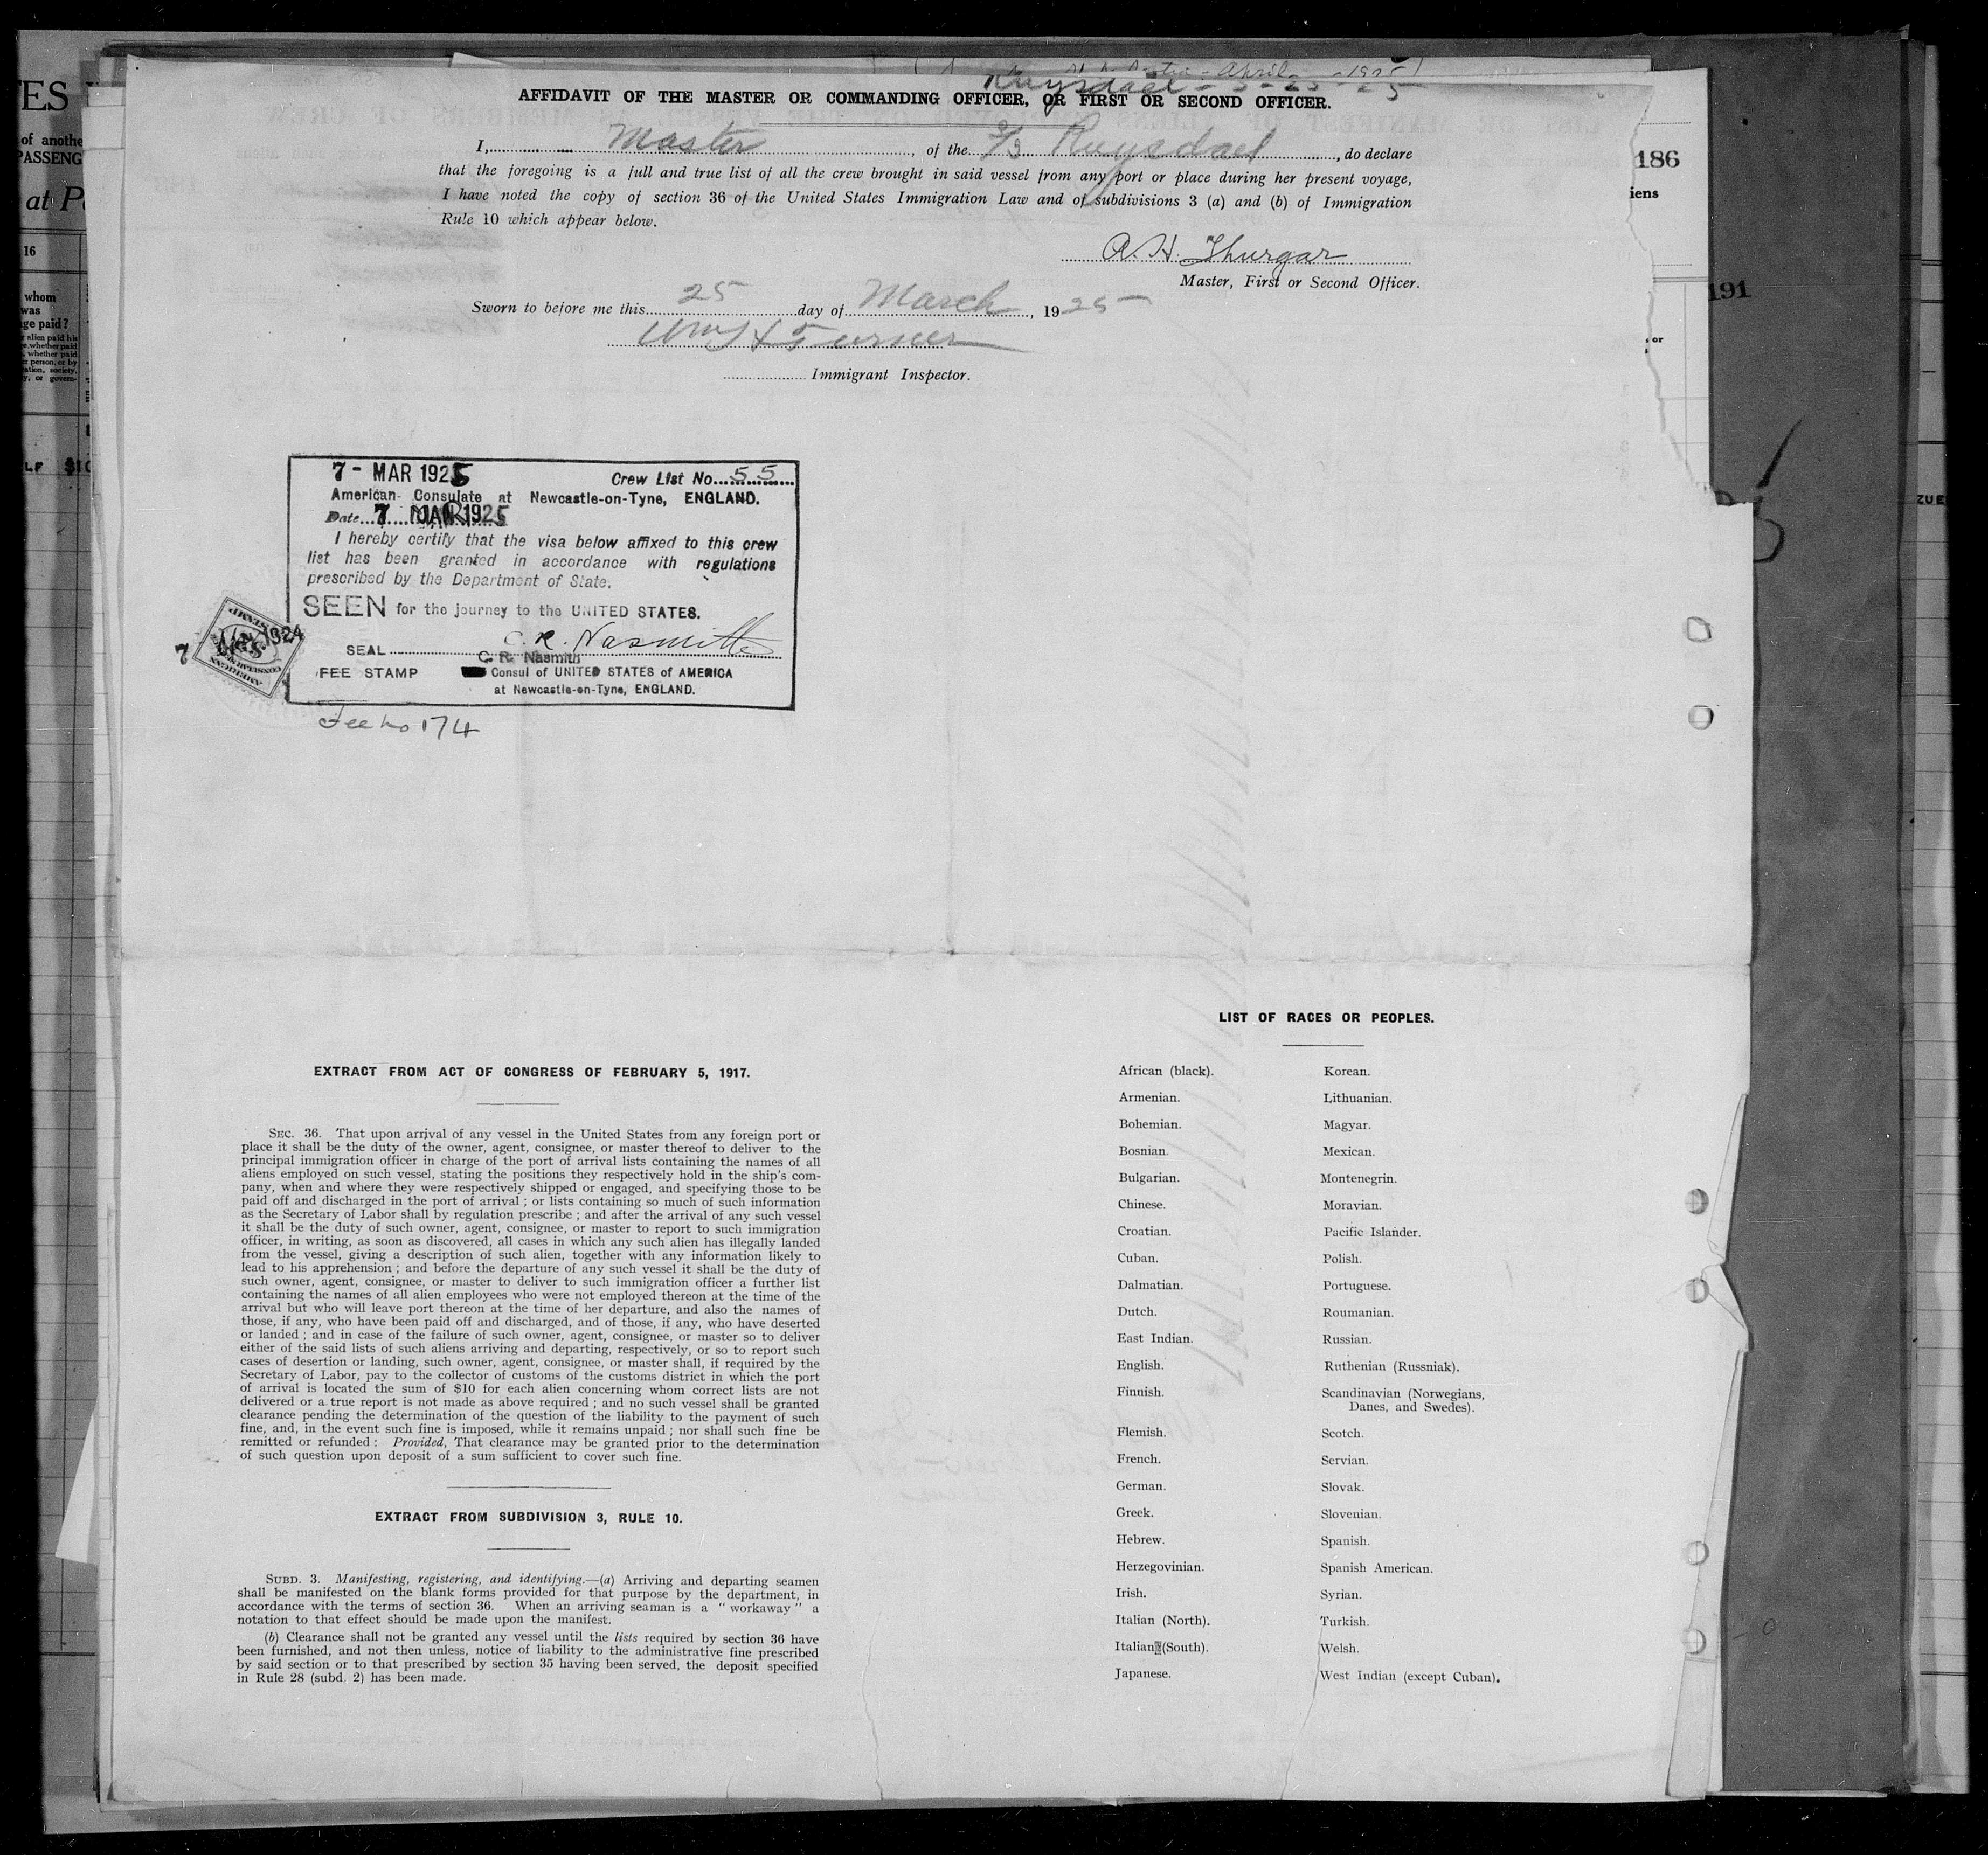 Ruysdael - 3-25-25
AFFIDAVIT OF THE MASTER OR COMMANDING OFFICER, OR FIRST OR SECOND OFFICER.
I, Master, of the S/S Ruysdael, do declare
that the foregoing is a full and true list of all the crew brought in said vessel from any port or place during her present voyage,
I have noted the copy of section 36 of the United States Immigration Law and of subdivisions 3 (a) and (b) of Immigration
Rule 10 which appear below.
A. H. Thurgar
Master, First or Second Officer.
Sworn to before me this 25 day of March, 1925
Wm H Turner
Immigrant Inspector.
7 - MAR 1925 Crew List No. 55
American Consulate at Newcastle-on-Tyne, ENGLAND.
Date 7 MAR 1925
I hereby certify that the visa below affixed to this crew
list has been granted in accordance with regulations
prescribed by the Department of State.
SEEN for the journey to the UNITED STATES.
SEAL C. R. Nasmith
C. R. Nasmith
FEE STAMP Consul of UNITED STATES of AMERICA
at Newcastle-on-Tyne, ENGLAND.
Fee No 174
EXTRACT FROM ACT OF CONGRESS OF FEBRUARY 5, 1917.
SEC. 36. That upon arrival of any vessel in the United States from any foreign port or
place it shall be the duty of the owner, agent, consignee, or master thereof to deliver to the
principal immigration officer in charge of the port of arrival lists containing the names of all
aliens employed on such vessel, stating the positions they respectively hold in the ship's com-
pany, when and where they were respectively shipped or engaged, and specifying those to be
paid off and discharged in the port of arrival; or lists containing so much of such information
as the Secretary of Labor shall by regulation prescribe; and after the arrival of any such vessel
it shall be the duty of such owner, agent, consignee, or master to report to such immigration
officer, in writing, as soon as discovered, all cases in which any such alien has illegally landed
from the vessel, giving a description of such alien, together with any information likely to
lead to his apprehension; and before the departure of any such vessel it shall be the duty of
such owner, agent, consignee, or master to deliver to such immigration officer a further list
containing the names of all alien employees who were not employed thereon at the time of the
arrival but who will leave port thereon at the time of her departure, and also the names of
those, if any, who have been paid off and discharged, and of those, if any, who have deserted
or landed; and in case of the failure of such owner, agent, consignee, or master so to deliver
either of the said lists of such aliens arriving and departing, respectively, or so to report such
cases of desertion or landing, such owner, agent, consignee, or master shall, if required by the
Secretary of Labor, pay to the collector of customs of the customs district in which the port
of arrival is located the sum of $10 for each alien concerning whom correct lists are not
delivered or a true report is not made as above required; and no such vessel shall be granted
clearance pending the determination of the question of the liability to the payment of such
fine, and, in the event such fine is imposed, while it remains unpaid; nor shall such fine be
remitted or refunded: Provided, That clearance may be granted prior to the determination
of such question upon deposit of a sum sufficient to cover such fine.
EXTRACT FROM SUBDIVISION 3, RULE 10.
SUBD. 3. Manifesting, registering, and identifying.—(a) Arriving and departing seamen
shall be manifested on the blank forms provided for that purpose by the department, in
accordance with the terms of section 36. When an arriving seaman is a "workaway" a
notation to that effect should be made upon the manifest.
(b) Clearance shall not be granted any vessel until the lists required by section 36 have
been furnished, and not then unless, notice of liability to the administrative fine prescribed
by said section or to that prescribed by section 35 having been served, the deposit specified
in Rule 28 (subd. 2) has been made.
LIST OF RACES OR PEOPLES.
African (black).
Armenian.
Bohemian.
Bosnian.
Bulgarian.
Chinese.
Croatian.
Cuban.
Dalmatian.
Dutch.
East Indian.
English.
Finnish.
Flemish.
French.
German.
Greek.
Hebrew.
Herzegovinian.
Irish.
Italian (North).
Italian (South).
Japanese.
Korean.
Lithuanian.
Magyar.
Mexican.
Montenegrin.
Moravian.
Pacific Islander.
Polish.
Portuguese.
Roumanian.
Russian.
Ruthenian (Russniak).
Scandinavian (Norwegians,
Danes, and Swedes).
Scotch.
Servian.
Slovak.
Slovenian.
Spanish.
Spanish American.
Syrian.
Turkish.
Welsh.
West Indian (except Cuban).
186
iens
191